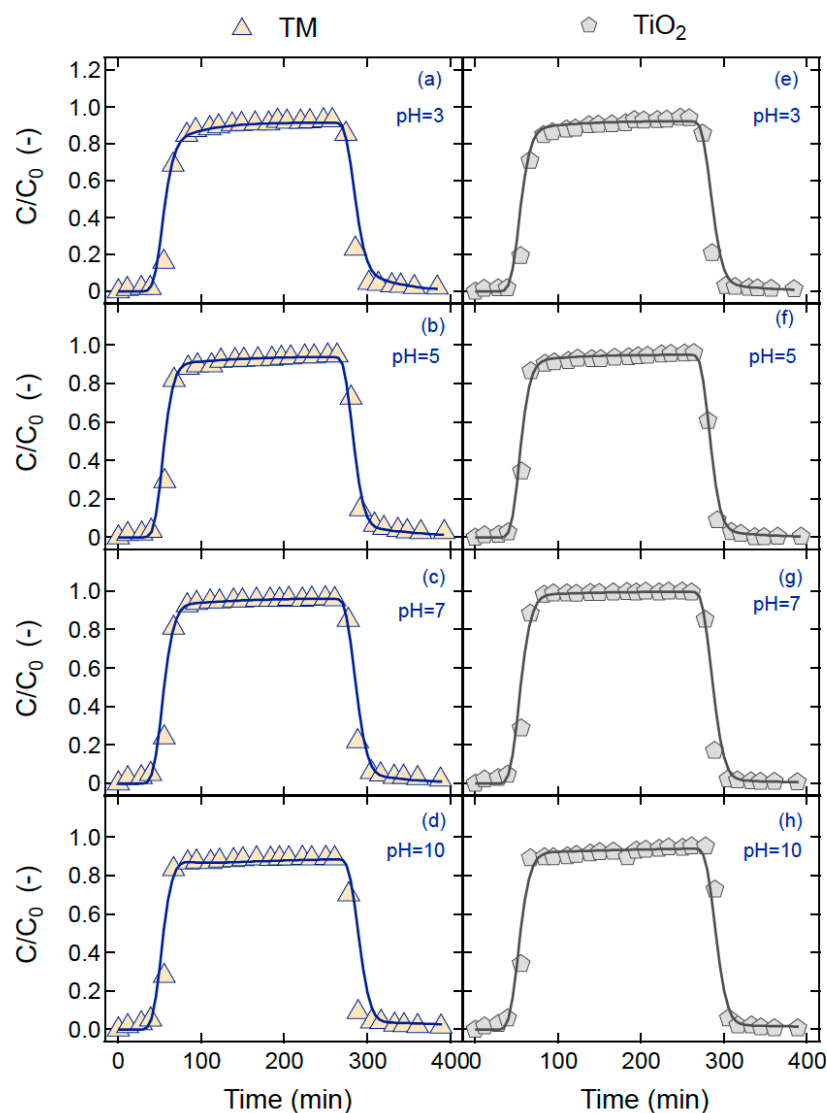 TM TiO₂
(a) (e)
1.2
1.0
pH=3 pH=3
0.8
0.6
0.4
0.2
0
C/C₀ (-)
(b) (f)
1.0
pH=5 pH=5
0.8
0.6
0.4
0.2
0
C/C₀ (-)
(c) (g)
1.0
pH=7 pH=7
0.8
0.6
0.4
0.2
0
C/C₀ (-)
(d) (h)
1.0
pH=10 pH=10
0.8
0.6
0.4
0.2
0.0
C/C₀ (-)
0 100 200 300 400 0 100 200 300 400
Time (min) Time (min)